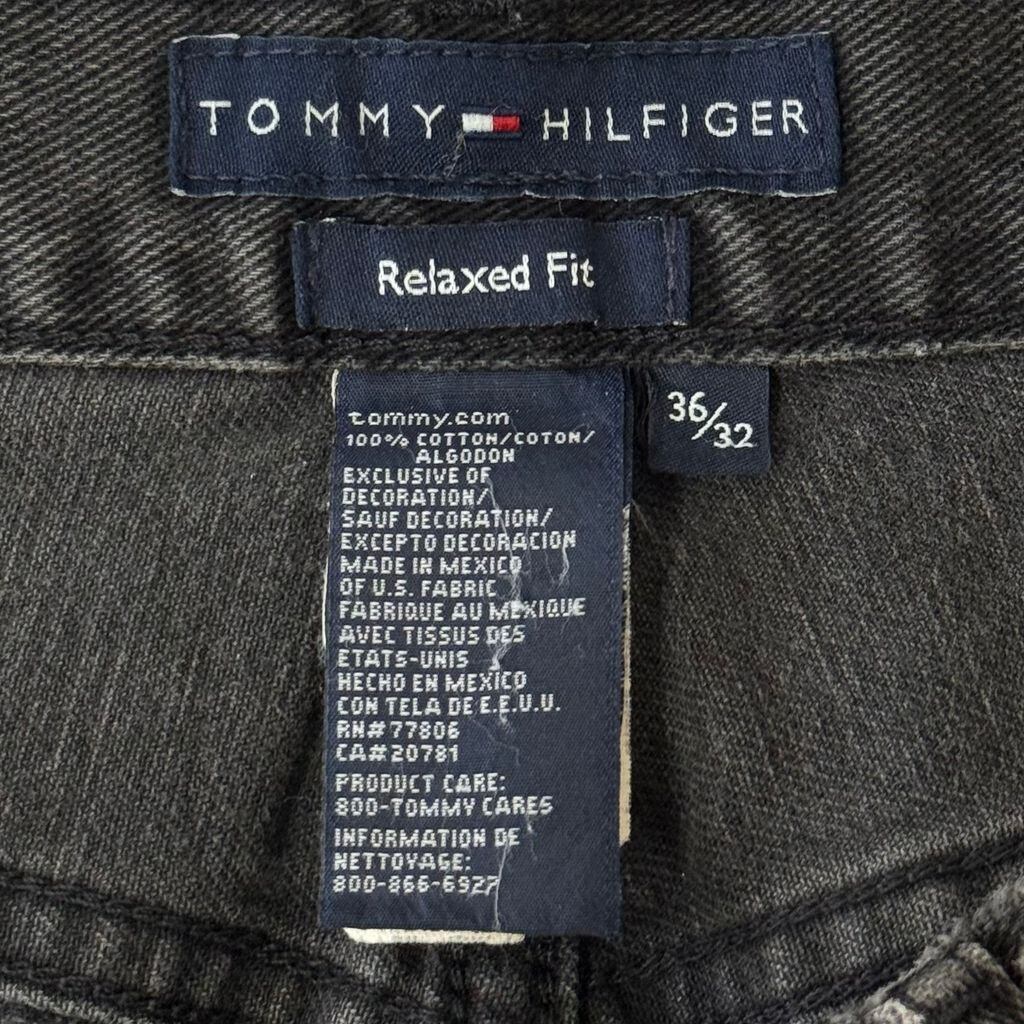 TOMMY HILFIGER
Relaxed Fit
36/32
tommy.com
100% COTTON/COTON/
ALGODON
EXCLUSIVE OF
DECORATION/
SAUF DECORATION/
EXCEPTO DECORACION
MADE IN MEXICO
OF U.S. FABRIC
FABRIQUE AU MEXIQUE
AVEC TISSUS DES
ETATS-UNIS
HECHO EN MEXICO
CON TELA DE E.E.U.U.
RN#77806
CA#20781
PRODUCT CARE:
800-TOMMY CARES
INFORMATION DE
NETTOYAGE:
800-866-6927